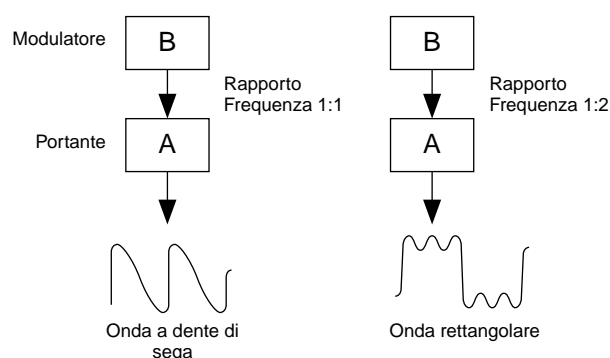 Modulatore
B
B
Rapporto
Frequenza 1:1
Rapporto
Frequenza 1:2
Portante
A
A
Onda a dente di
sega
Onda rettangolare